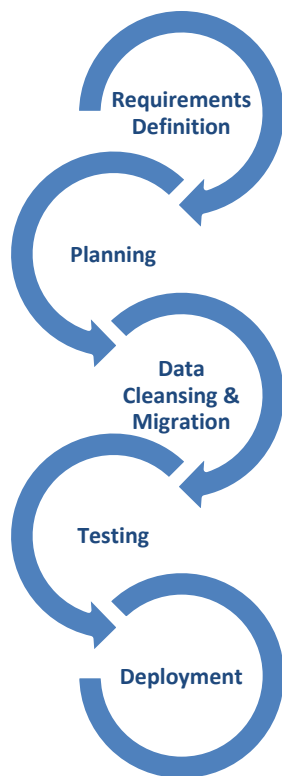 Requirements
Definition
Planning
Data
Cleansing &
Migration
Testing
Deployment